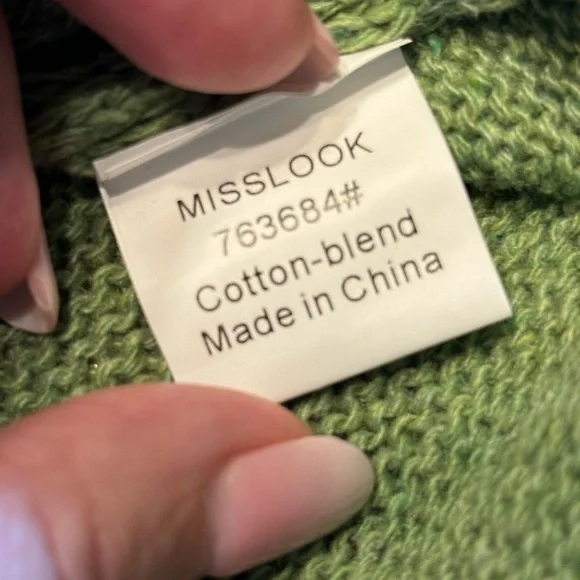 MISSLOOK
763684#
Cotton-blend
Made in China